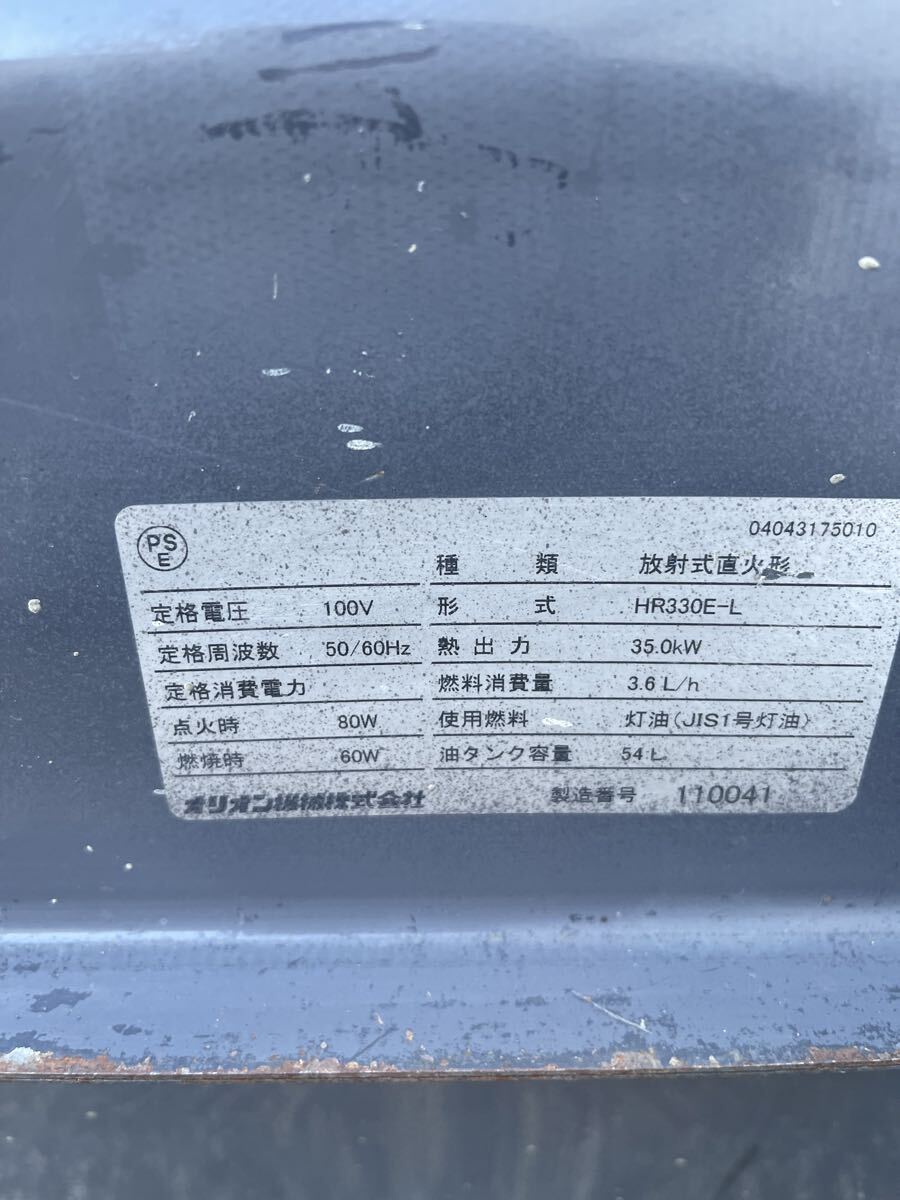 04043175010
PS
E
種 類 放射式直火形
定格電圧 100V 形 式 HR330E-L
定格周波数 50/60Hz 熱出力 35.0kW
定格消費電力 燃料消費量 3.6L/h
点火時 80W 使用燃料 灯油(JIS1号灯油)
燃焼時 60W 油タンク容量 54L
オリオン機械株式会社 製造番号 110041